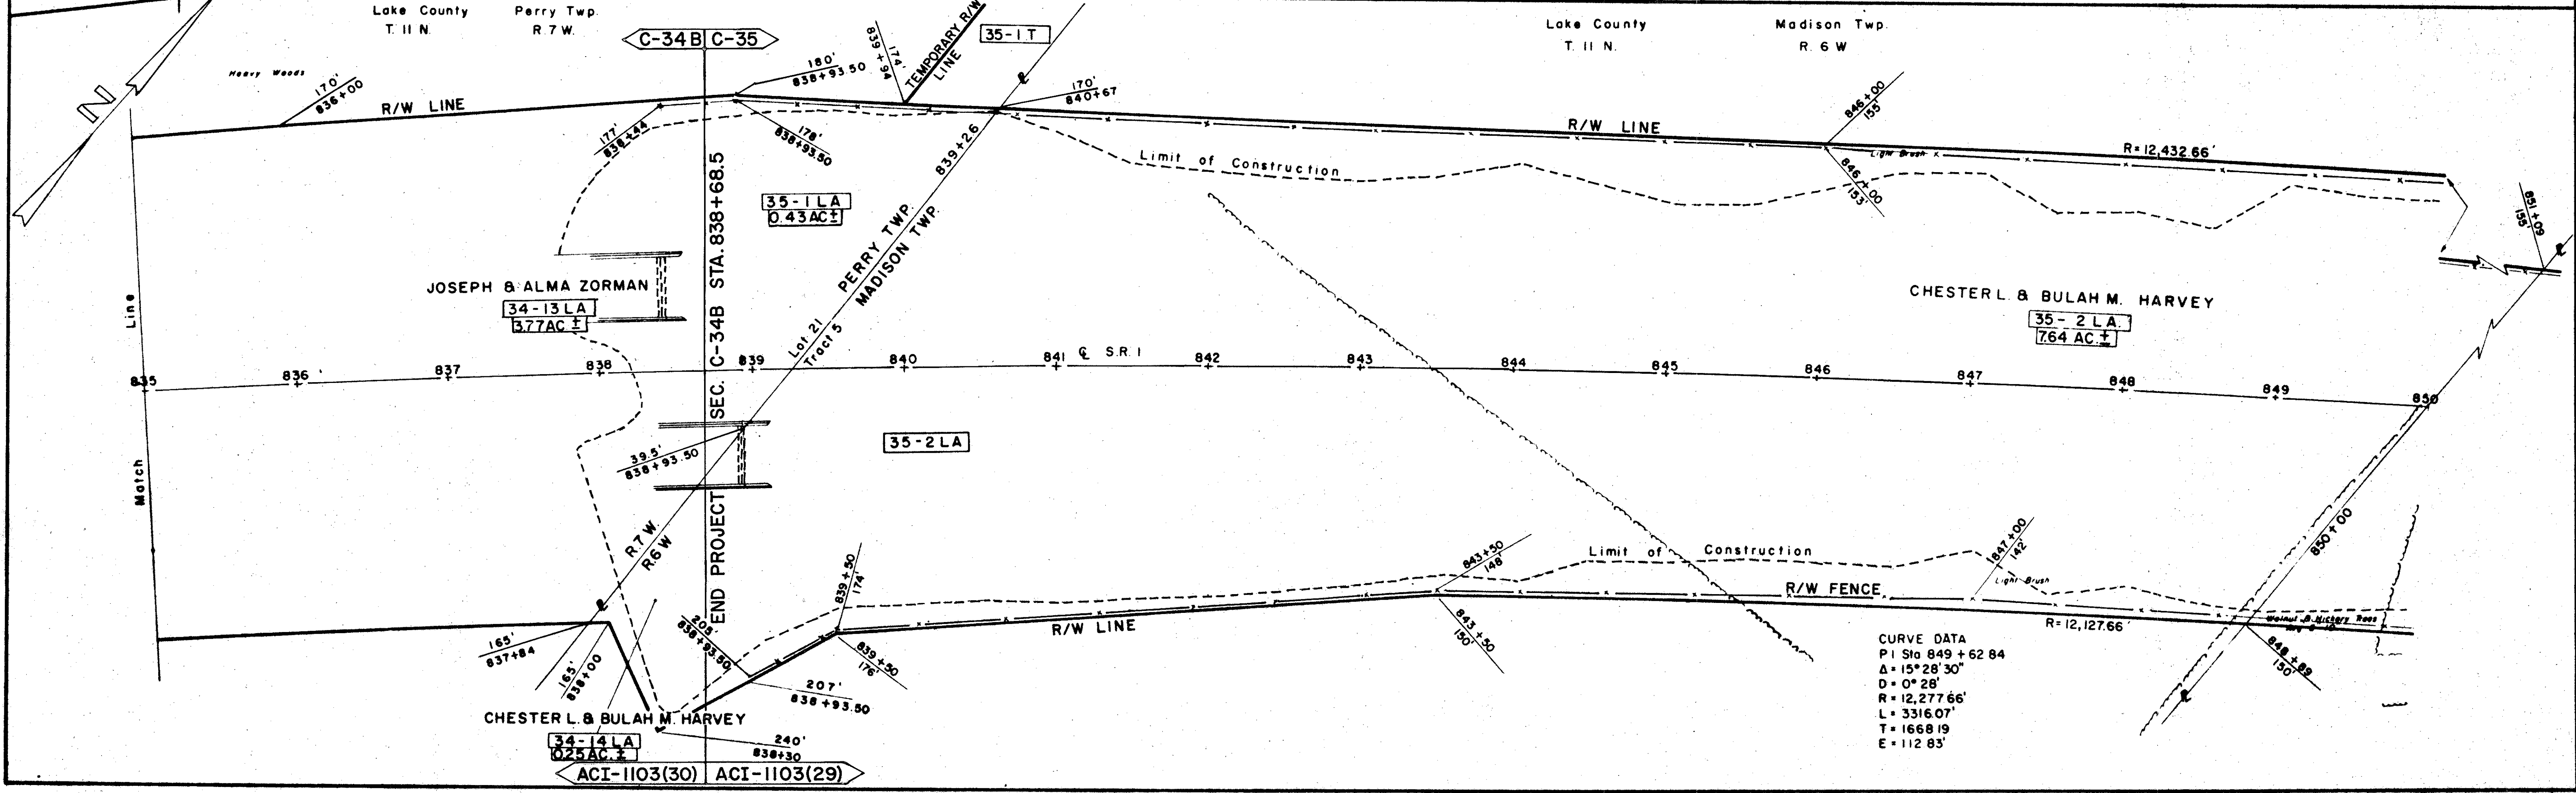 Lake County Perry Twp.
T. 11 N. R. 7 W.
Lake County Madison Twp.
T. 11 N. R. 6 W
C-34B C-35
35-1 T
TEMPORARY R/W
LINE
Heavy Woods
N
170'
836+00
R/W LINE
177'
838+44
180'
838+93.50
178'
838+93.50
174'
839+94
170'
840+67
839+26
R/W LINE
846+00
155'
846+00
153'
Light Brush
R=12,432.66'
851+09
155'
Limit of Construction
35-1 LA
0.43 AC ±
PERRY TWP.
MADISON TWP.
Lot 21
Tract 5
JOSEPH & ALMA ZORMAN
34-13 LA
3.77 AC ±
END PROJECT SEC. C-34B STA. 838+68.5
CHESTER L. & BULAH M. HARVEY
35-2 LA.
7.64 AC. ±
Match Line
835 836 837 838 839 840 841 ℄ S.R. 1 842 843 844 845 846 847 848 849 850
39.5'
838+93.50
35-2 LA
R.7 W.
R.6 W
850+00
Limit of Construction
843+50
148'
843+50
150'
1847+00
142'
Light Brush
R/W FENCE
R/W LINE
R=12,127.66'
Walnut & Hickery Rees
848+89
150'
839+50
174'
839+50
176'
205'
838+93.50
207'
838+93.50
165'
837+84
165'
838+00
CHESTER L. & BULAH M. HARVEY
34-14 LA
0.25 AC. ±
240'
838+30
ACI-1103(30) ACI-1103(29)
CURVE DATA
P I Sta 849 + 62 84
Δ = 15° 28' 30"
D = 0° 28'
R = 12,277 66'
L = 3316.07'
T = 1668 19
E = 112 83'